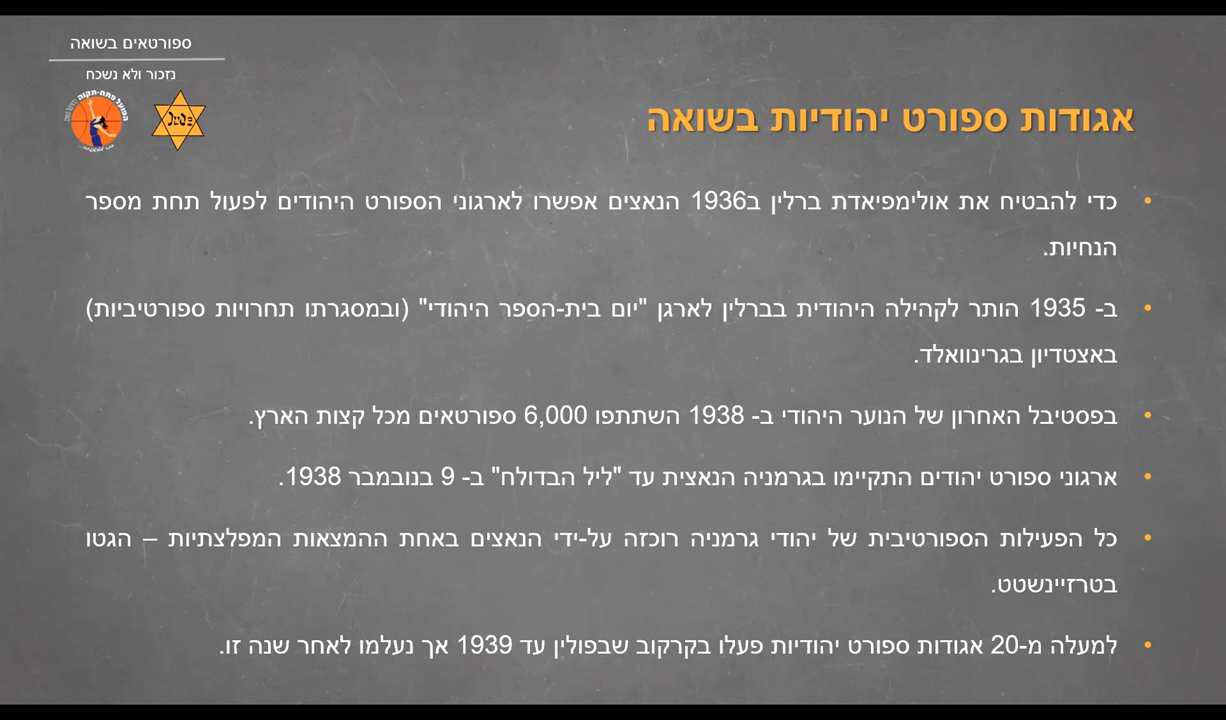 ספורטאים בשואה
נזכור ולא נשכח
הפועל פתח-תקוה
Jude
אגודות ספורט יהודיות בשואה
• כדי להבטיח את אולימפיאדת ברלין ב1936 הנאצים אפשרו לארגוני הספורט היהודים לפעול תחת מספר
הנחיות.
• ב- 1935 הותר לקהילה היהודית בברלין לארגן "יום בית-הספר היהודי" (ובמסגרתו תחרויות ספורטיביות)
באצטדיון בגרינוואלד.
• בפסטיבל האחרון של הנוער היהודי ב- 1938 השתתפו 6,000 ספורטאים מכל קצות הארץ.
• ארגוני ספורט יהודים התקיימו בגרמניה הנאצית עד "ליל הבדולח" ב- 9 בנובמבר 1938.
• כל הפעילות הספורטיבית של יהודי גרמניה רוכזה על-ידי הנאצים באחת ההמצאות המפלצתיות – הגטו
בטרזיינשטט.
• למעלה מ-20 אגודות ספורט יהודיות פעלו בקרקוב שבפולין עד 1939 אך נעלמו לאחר שנה זו.